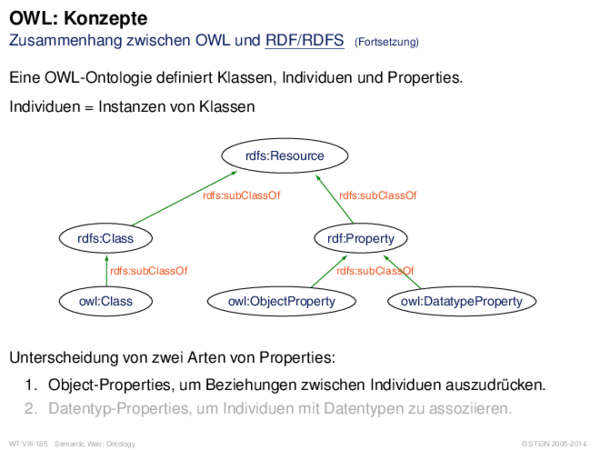 OWL: Konzepte
Zusammenhang zwischen OWL und RDF/RDFS (Fortsetzung)
Eine OWL-Ontologie definiert Klassen, Individuen und Properties.
Individuen = Instanzen von Klassen
rdfs:Resource
rdfs:subClassOf rdfs:subClassOf
rdfs:Class rdf:Property
rdfs:subClassOf rdfs:subClassOf
owl:Class owl:ObjectProperty owl:DatatypeProperty
Unterscheidung von zwei Arten von Properties:
1. Object-Properties, um Beziehungen zwischen Individuen auszudrücken.
2. Datentyp-Properties, um Individuen mit Datentypen zu assoziieren.
WT:VIII-185 Semantic Web: Ontology © STEIN 2005-2014